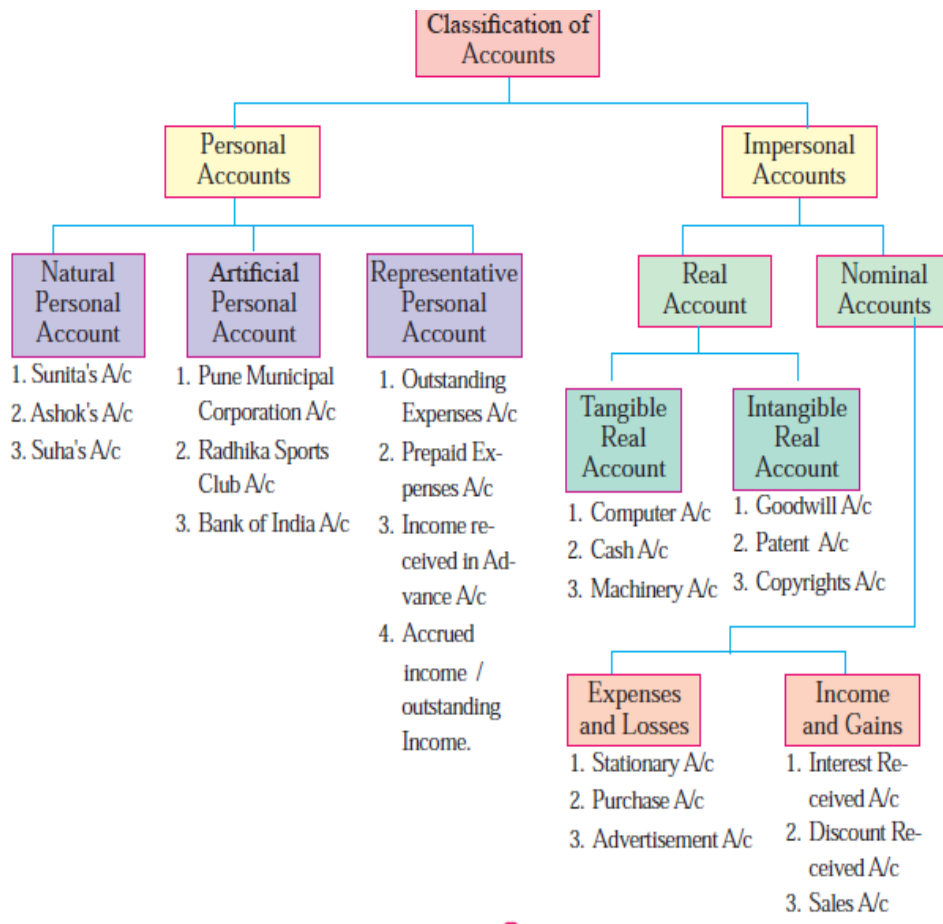 Classification of
Accounts
Personal
Accounts
Impersonal
Accounts
Natural
Personal
Account
1. Sunita's A/c
2. Ashok's A/c
3. Suha's A/c
Artificial
Personal
Account
1. Pune Municipal
Corporation A/c
2. Radhika Sports
Club A/c
3. Bank of India A/c
Representative
Personal
Account
1. Outstanding
Expenses A/c
2. Prepaid Ex-
penses A/c
3. Income re-
ceived in Ad-
vance A/c
4. Accrued
income /
outstanding
Income.
Real
Account
Nominal
Accounts
Tangible
Real
Account
1. Computer A/c
2. Cash A/c
3. Machinery A/c
Intangible
Real
Account
1. Goodwill A/c
2. Patent A/c
3. Copyrights A/c
Expenses
and Losses
1. Stationary A/c
2. Purchase A/c
3. Advertisement A/c
Income
and Gains
1. Interest Re-
ceived A/c
2. Discount Re-
ceived A/c
3. Sales A/c